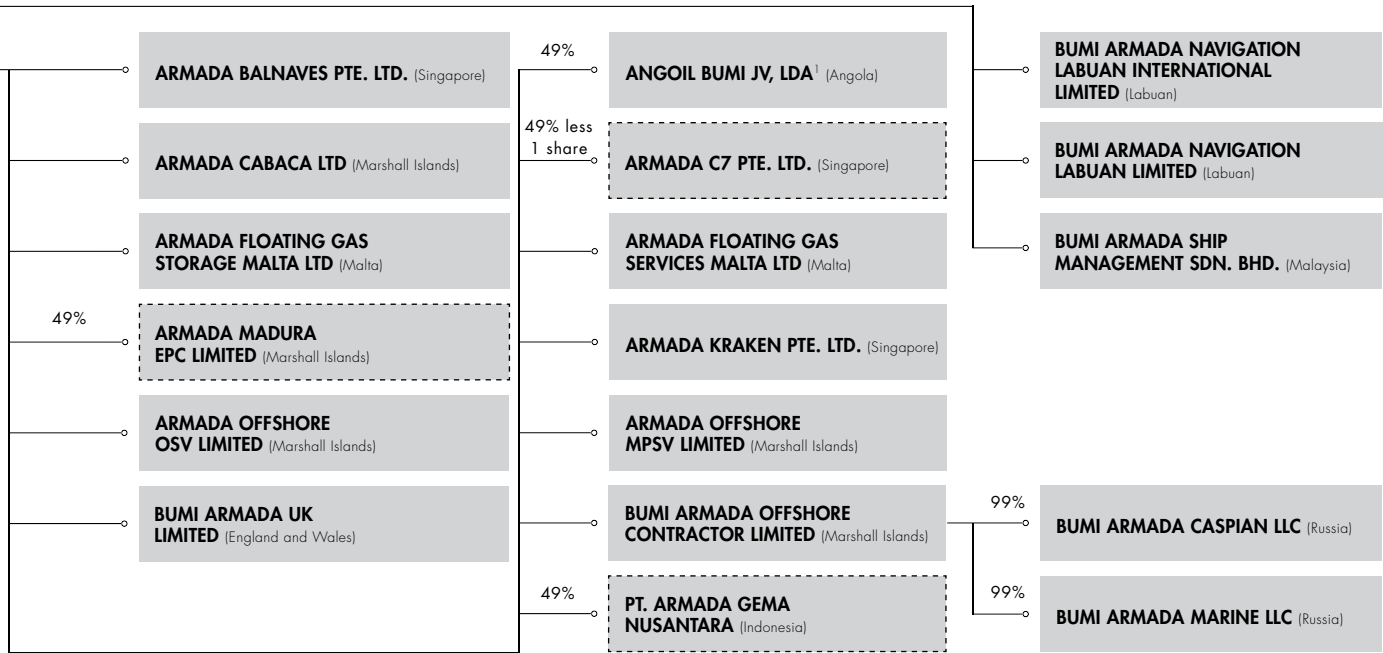 ARMADA BALNAVES PTE. LTD. (Singapore)
ARMADA CABACA LTD (Marshall Islands)
ARMADA FLOATING GAS
STORAGE MALTA LTD (Malta)
49%
ARMADA MADURA
EPC LIMITED (Marshall Islands)
ARMADA OFFSHORE
OSV LIMITED (Marshall Islands)
BUMI ARMADA UK
LIMITED (England and Wales)
49%
ANGOIL BUMI JV, LDA¹ (Angola)
49% less
1 share
ARMADA C7 PTE. LTD. (Singapore)
ARMADA FLOATING GAS
SERVICES MALTA LTD (Malta)
ARMADA KRAKEN PTE. LTD. (Singapore)
ARMADA OFFSHORE
MPSV LIMITED (Marshall Islands)
BUMI ARMADA OFFSHORE
CONTRACTOR LIMITED (Marshall Islands)
49%
PT. ARMADA GEMA
NUSANTARA (Indonesia)
BUMI ARMADA NAVIGATION
LABUAN INTERNATIONAL
LIMITED (Labuan)
BUMI ARMADA NAVIGATION
LABUAN LIMITED (Labuan)
BUMI ARMADA SHIP
MANAGEMENT SDN. BHD. (Malaysia)
99%
BUMI ARMADA CASPIAN LLC (Russia)
99%
BUMI ARMADA MARINE LLC (Russia)